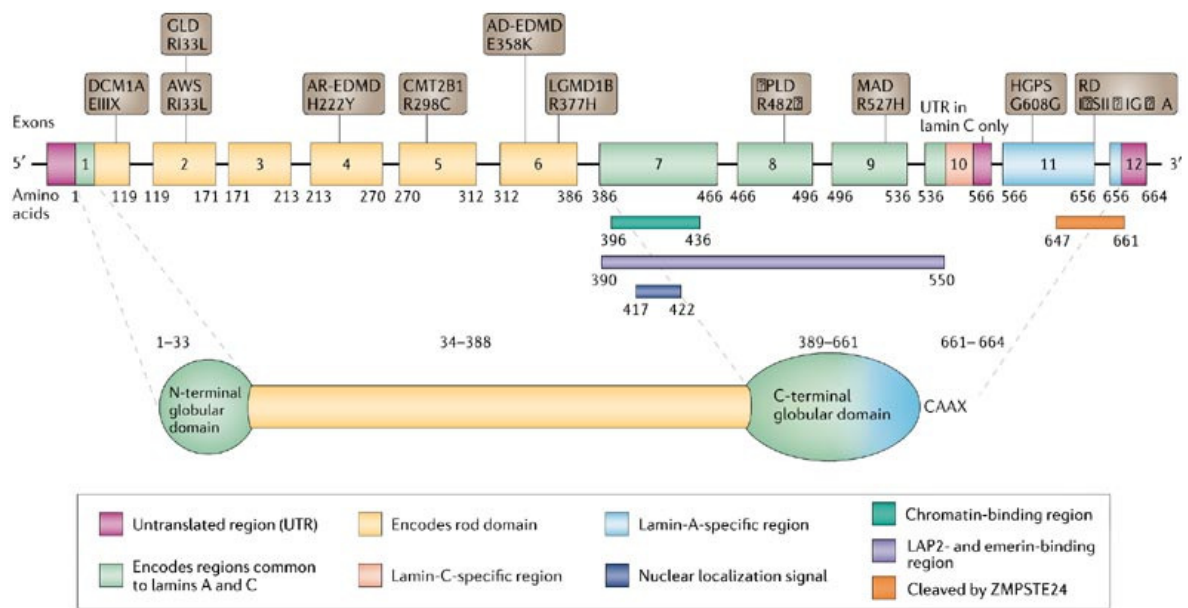 GLD
RI33L
AD-EDMD
E358K
DCM1A
EIIIX
AWS
RI33L
AR-EDMD
H222Y
CMT2B1
R298C
LGMD1B
R377H
PLD
R482
MAD
R527H
UTR in
lamin C only
HGPS
G608G
RD
Exons
5′ 1 2 3 4 5 6 7 8 9 10 11 12 3′
Amino
acids
1 119 119 171 171 213 213 270 270 312 312 386 386 466 466 496 496 536 536 566 566 656 656 664
396 436 647 661
390 550
417 422
1–33 34–388 389–661 661–664
N-terminal
globular
domain
C-terminal
globular domain
CAAX
Untranslated region (UTR)
Encodes regions common
to lamins A and C
Encodes rod domain
Lamin-C-specific region
Lamin-A-specific region
Nuclear localization signal
Chromatin-binding region
LAP2- and emerin-binding
region
Cleaved by ZMPSTE24